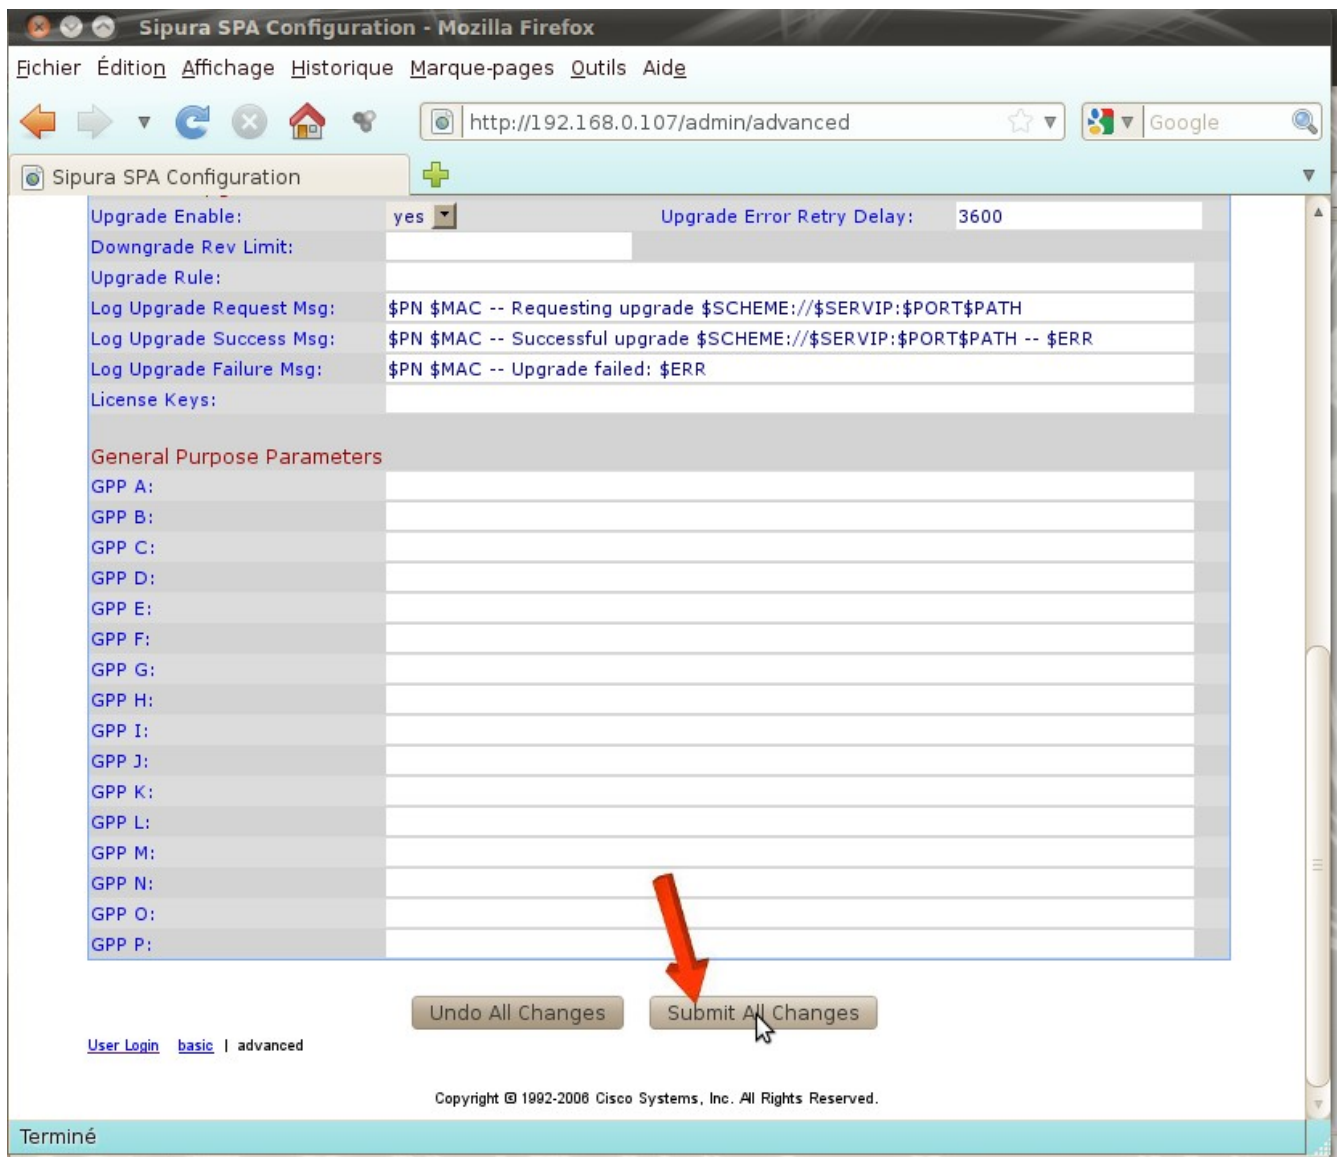 Sipura SPA Configuration - Mozilla Firefox
Fichier Édition Affichage Historique Marque-pages Outils Aide
http://192.168.0.107/admin/advanced Google
Sipura SPA Configuration
Upgrade Enable: yes Upgrade Error Retry Delay: 3600
Downgrade Rev Limit:
Upgrade Rule:
Log Upgrade Request Msg: $PN $MAC -- Requesting upgrade $SCHEME://$SERVIP:$PORT$PATH
Log Upgrade Success Msg: $PN $MAC -- Successful upgrade $SCHEME://$SERVIP:$PORT$PATH -- $ERR
Log Upgrade Failure Msg: $PN $MAC -- Upgrade failed: $ERR
License Keys:
General Purpose Parameters
GPP A:
GPP B:
GPP C:
GPP D:
GPP E:
GPP F:
GPP G:
GPP H:
GPP I:
GPP J:
GPP K:
GPP L:
GPP M:
GPP N:
GPP O:
GPP P:
Undo All Changes Submit All Changes
User Login basic | advanced
Copyright © 1992-2006 Cisco Systems, Inc. All Rights Reserved.
Terminé